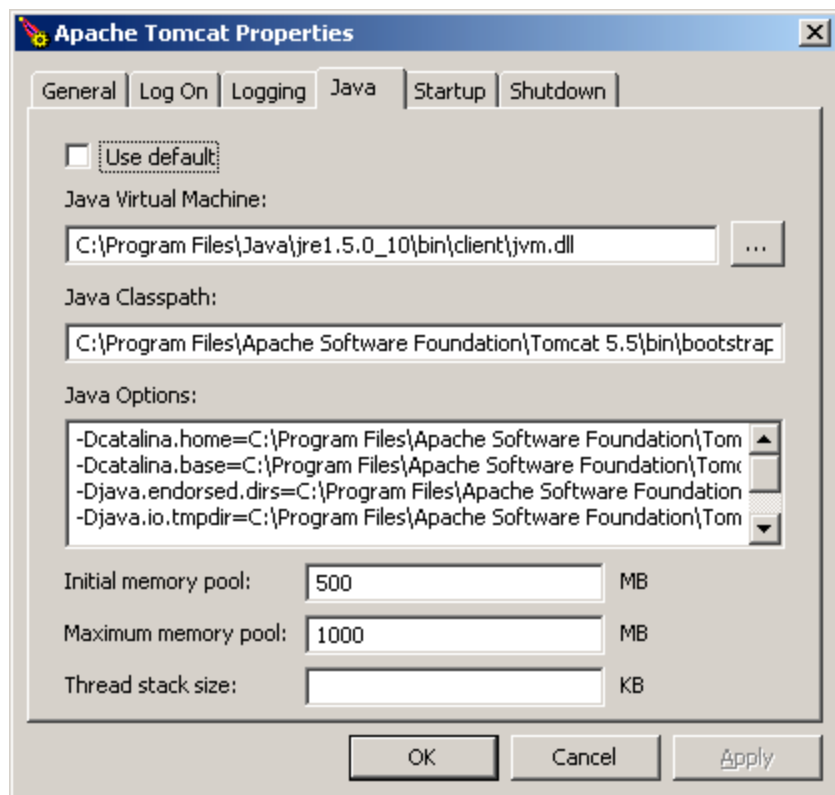 Apache Tomcat Properties
General Log On Logging Java Startup Shutdown
Use default
Java Virtual Machine:
C:\Program Files\Java\jre1.5.0_10\bin\client\jvm.dll ...
Java Classpath:
C:\Program Files\Apache Software Foundation\Tomcat 5.5\bin\bootstrap
Java Options:
-Dcatalina.home=C:\Program Files\Apache Software Foundation\Tom
-Dcatalina.base=C:\Program Files\Apache Software Foundation\Tomc
-Djava.endorsed.dirs=C:\Program Files\Apache Software Foundation
-Djava.io.tmpdir=C:\Program Files\Apache Software Foundation\Tom
Initial memory pool: 500 MB
Maximum memory pool: 1000 MB
Thread stack size: KB
OK Cancel Apply